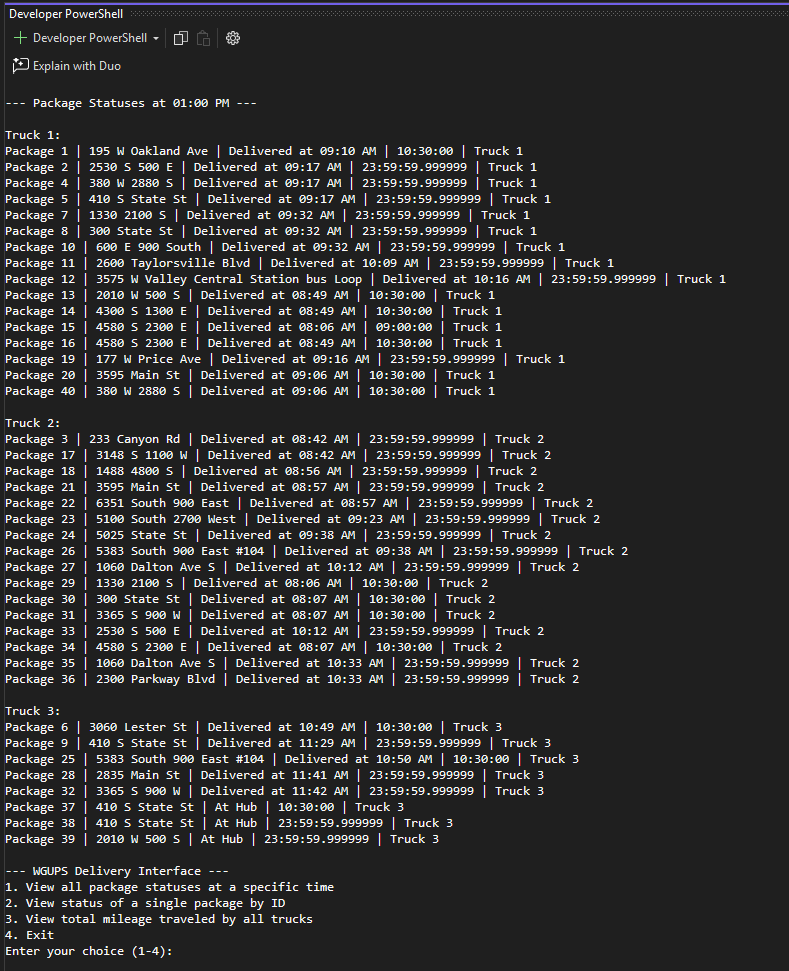 Developer PowerShell
Developer PowerShell
Explain with Duo
--- Package Statuses at 01:00 PM ---
Truck 1:
Package 1 | 195 W Oakland Ave | Delivered at 09:10 AM | 10:30:00 | Truck 1
Package 2 | 2530 S 500 E | Delivered at 09:17 AM | 23:59:59.999999 | Truck 1
Package 4 | 380 W 2880 S | Delivered at 09:17 AM | 23:59:59.999999 | Truck 1
Package 5 | 410 S State St | Delivered at 09:17 AM | 23:59:59.999999 | Truck 1
Package 7 | 1330 2100 S | Delivered at 09:32 AM | 23:59:59.999999 | Truck 1
Package 8 | 300 State St | Delivered at 09:32 AM | 23:59:59.999999 | Truck 1
Package 10 | 600 E 900 South | Delivered at 09:32 AM | 23:59:59.999999 | Truck 1
Package 11 | 2600 Taylorsville Blvd | Delivered at 10:09 AM | 23:59:59.999999 | Truck 1
Package 12 | 3575 W Valley Central Station bus Loop | Delivered at 10:16 AM | 23:59:59.999999 | Truck 1
Package 13 | 2010 W 500 S | Delivered at 08:49 AM | 10:30:00 | Truck 1
Package 14 | 4300 S 1300 E | Delivered at 08:49 AM | 10:30:00 | Truck 1
Package 15 | 4580 S 2300 E | Delivered at 08:06 AM | 09:00:00 | Truck 1
Package 16 | 4580 S 2300 E | Delivered at 08:49 AM | 10:30:00 | Truck 1
Package 19 | 177 W Price Ave | Delivered at 09:16 AM | 23:59:59.999999 | Truck 1
Package 20 | 3595 Main St | Delivered at 09:06 AM | 10:30:00 | Truck 1
Package 40 | 380 W 2880 S | Delivered at 09:06 AM | 10:30:00 | Truck 1
Truck 2:
Package 3 | 233 Canyon Rd | Delivered at 08:42 AM | 23:59:59.999999 | Truck 2
Package 17 | 3148 S 1100 W | Delivered at 08:42 AM | 23:59:59.999999 | Truck 2
Package 18 | 1488 4800 S | Delivered at 08:56 AM | 23:59:59.999999 | Truck 2
Package 21 | 3595 Main St | Delivered at 08:57 AM | 23:59:59.999999 | Truck 2
Package 22 | 6351 South 900 East | Delivered at 08:57 AM | 23:59:59.999999 | Truck 2
Package 23 | 5100 South 2700 West | Delivered at 09:23 AM | 23:59:59.999999 | Truck 2
Package 24 | 5025 State St | Delivered at 09:38 AM | 23:59:59.999999 | Truck 2
Package 26 | 5383 South 900 East #104 | Delivered at 09:38 AM | 23:59:59.999999 | Truck 2
Package 27 | 1060 Dalton Ave S | Delivered at 10:12 AM | 23:59:59.999999 | Truck 2
Package 29 | 1330 2100 S | Delivered at 08:06 AM | 10:30:00 | Truck 2
Package 30 | 300 State St | Delivered at 08:07 AM | 10:30:00 | Truck 2
Package 31 | 3365 S 900 W | Delivered at 08:07 AM | 10:30:00 | Truck 2
Package 33 | 2530 S 500 E | Delivered at 10:12 AM | 23:59:59.999999 | Truck 2
Package 34 | 4580 S 2300 E | Delivered at 08:07 AM | 10:30:00 | Truck 2
Package 35 | 1060 Dalton Ave S | Delivered at 10:33 AM | 23:59:59.999999 | Truck 2
Package 36 | 2300 Parkway Blvd | Delivered at 10:33 AM | 23:59:59.999999 | Truck 2
Truck 3:
Package 6 | 3060 Lester St | Delivered at 10:49 AM | 10:30:00 | Truck 3
Package 9 | 410 S State St | Delivered at 11:29 AM | 23:59:59.999999 | Truck 3
Package 25 | 5383 South 900 East #104 | Delivered at 10:50 AM | 10:30:00 | Truck 3
Package 28 | 2835 Main St | Delivered at 11:41 AM | 23:59:59.999999 | Truck 3
Package 32 | 3365 S 900 W | Delivered at 11:42 AM | 23:59:59.999999 | Truck 3
Package 37 | 410 S State St | At Hub | 10:30:00 | Truck 3
Package 38 | 410 S State St | At Hub | 23:59:59.999999 | Truck 3
Package 39 | 2010 W 500 S | At Hub | 23:59:59.999999 | Truck 3
--- WGUPS Delivery Interface ---
1. View all package statuses at a specific time
2. View status of a single package by ID
3. View total mileage traveled by all trucks
4. Exit
Enter your choice (1-4):